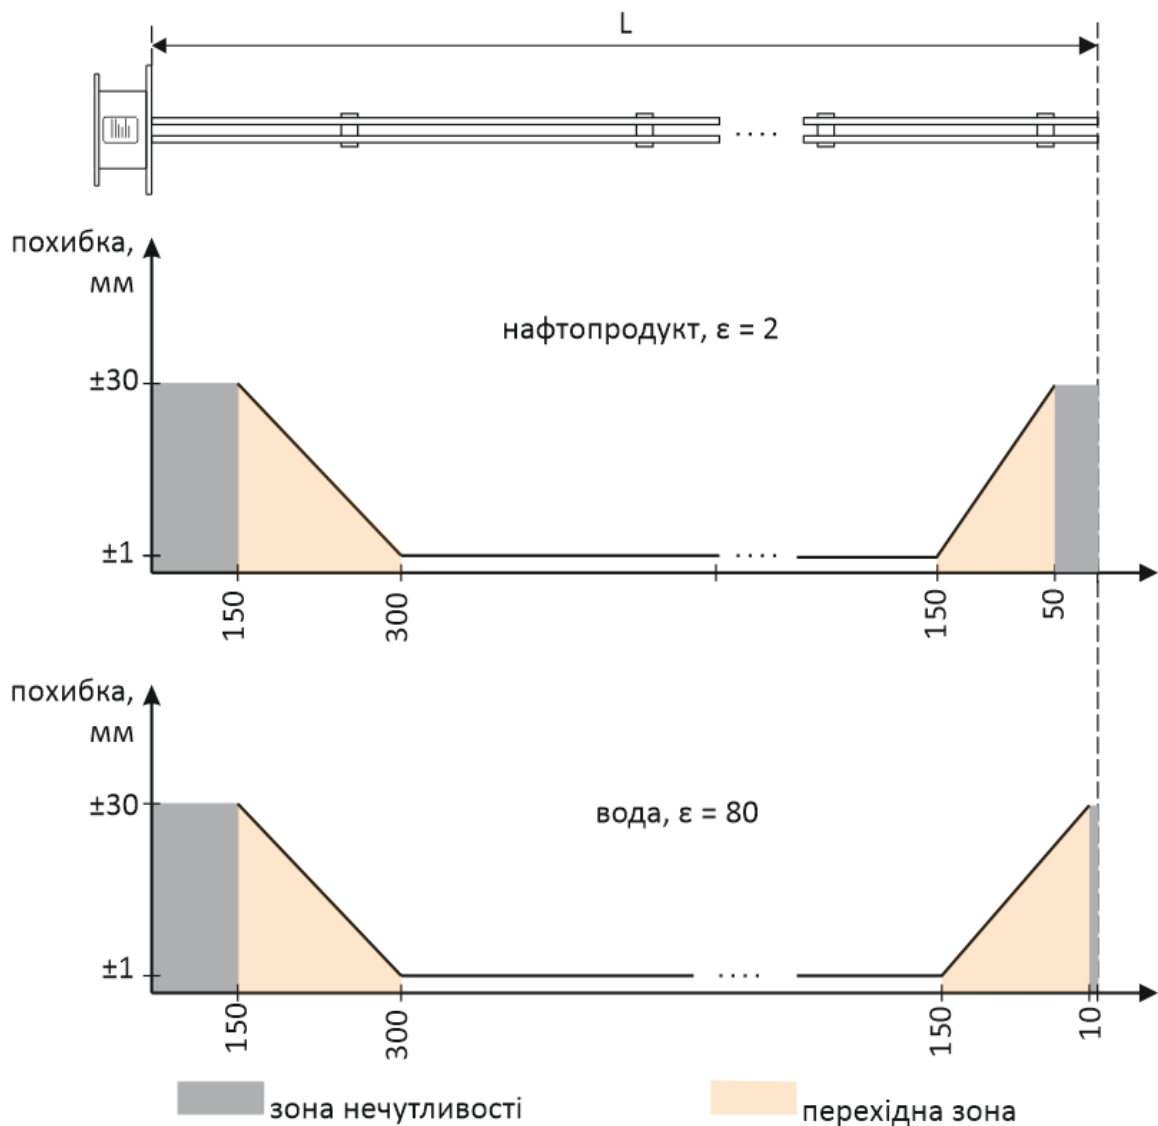 L
похибка,
мм
нафтопродукт, ε = 2
±30
±1
150
300
150
50
похибка,
мм
±30
вода, ε = 80
±1
150
300
150
10
зона нечутливості
перехідна зона